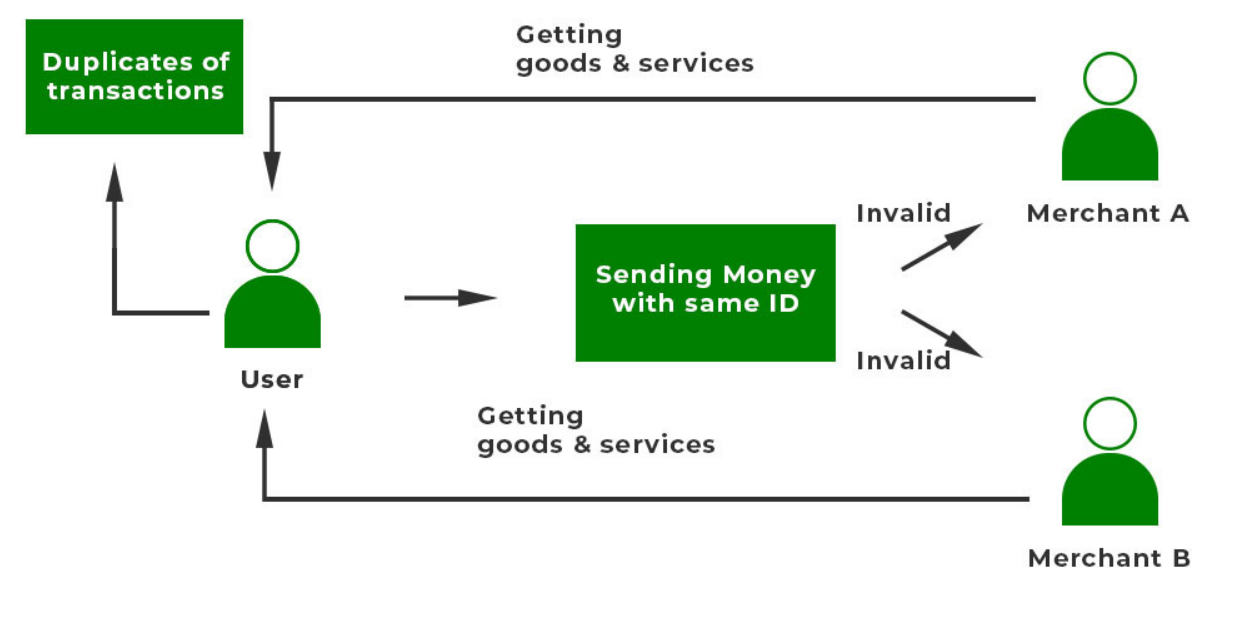 Getting
goods & services
Duplicates of
transactions
Invalid
Merchant A
Sending Money
with same ID
Invalid
User
Getting
goods & services
Merchant B